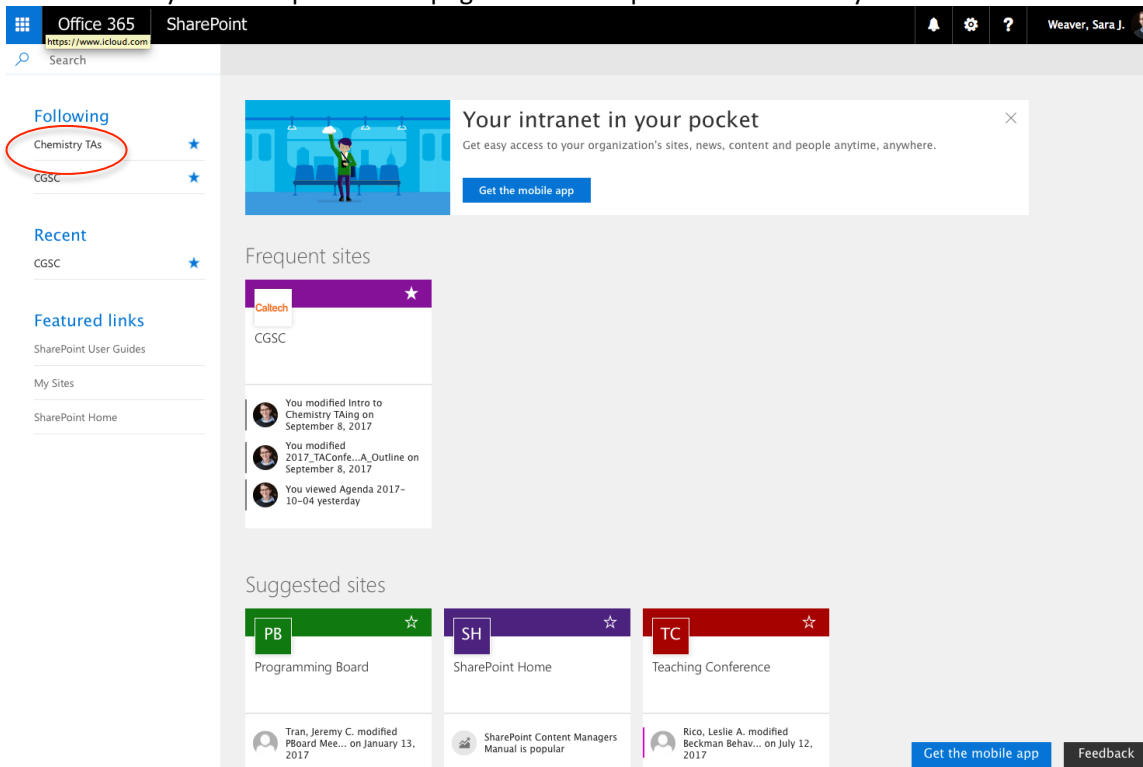 Office 365
SharePoint
Weaver, Sara J.
https://www.icloud.com
Search
Following
Chemistry TAs
CGSC
Recent
CGSC
Featured links
SharePoint User Guides
My Sites
SharePoint Home
Your intranet in your pocket
Get easy access to your organization's sites, news, content and people anytime, anywhere.
Get the mobile app
Frequent sites
Caltech
CGSC
You modified Intro to
Chemistry TAing on
September 8, 2017
You modified
2017_TAConfe...A_Outline on
September 8, 2017
You viewed Agenda 2017-
10-04 yesterday
Suggested sites
PB
Programming Board
Tran, Jeremy C. modified
PBoard Mee... on January 13,
2017
SH
SharePoint Home
SharePoint Content Managers
Manual is popular
TC
Teaching Conference
Rico, Leslie A. modified
Beckman Behav... on July 12,
2017
Get the mobile app
Feedback